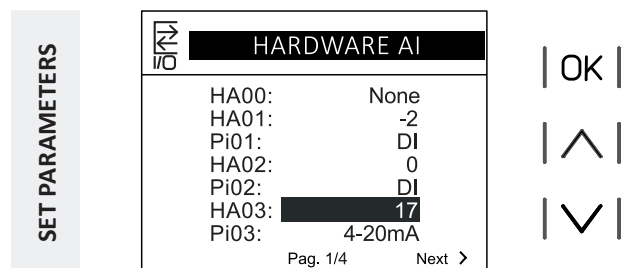 SET PARAMETERS
I/O
HARDWARE AI
HA00: None
HA01: -2
Pi01: DI
HA02: 0
Pi02: DI
HA03: 17
Pi03: 4-20mA
Pag. 1/4 Next >
OK